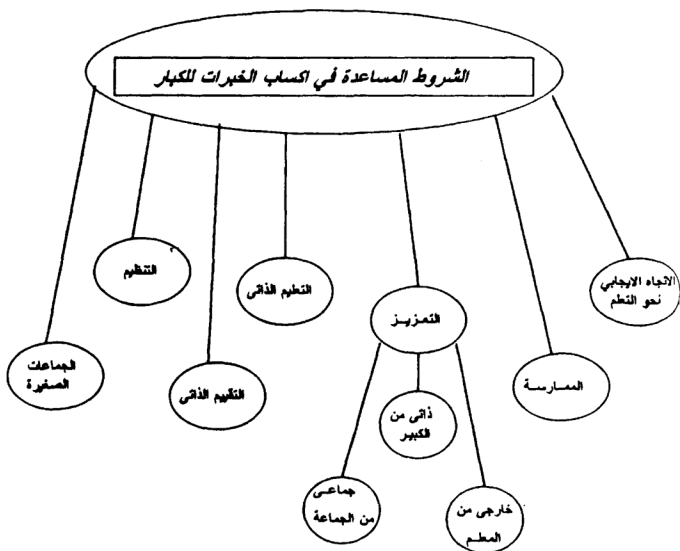 الشروط المساعدة في اكساب الخبرات للكبار
الاتجاه الايجابي
نحو التعلم
الممارسة
التعزيز
خارجى من
المعلم
ذاتى من
الكبير
جماعى
من الجماعة
التعليم الذاتى
التقييم الذاتى
التنظيم
الجماعات
الصغيرة